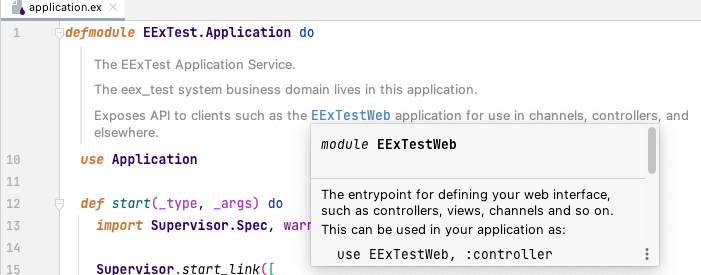 application.ex
1 defmodule EExTest.Application do
The EExTest Application Service.
The eex_test system business domain lives in this application.
Exposes API to clients such as the EExTestWeb application for use in channels, controllers, and
elsewhere.
module EExTestWeb
10 use Application
11
The entrypoint for defining your web interface,
12 def start(_type, _args) do
such as controllers, views, channels and so on.
13 import Supervisor.Spec, warn
This can be used in your application as:
14
use EExTestWeb, :controller
15 Supervisor.start_link([